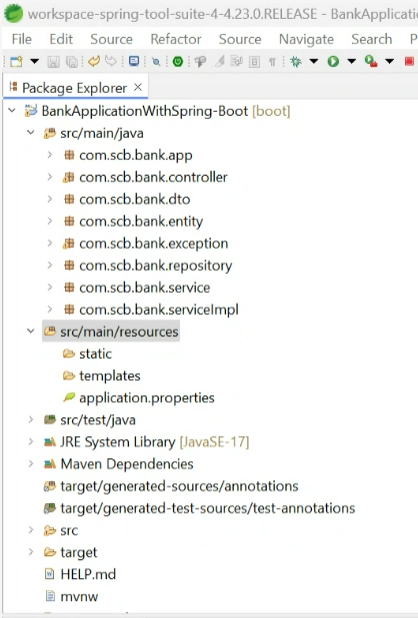 workspace-spring-tool-suite-4-4.23.0.RELEASE - BankApplication
File Edit Source Refactor Source Navigate Search P
Package Explorer ×
BankApplicationWithSpring-Boot [boot]
src/main/java
com.scb.bank.app
com.scb.bank.controller
com.scb.bank.dto
com.scb.bank.entity
com.scb.bank.exception
com.scb.bank.repository
com.scb.bank.service
com.scb.bank.serviceImpl
src/main/resources
static
templates
application.properties
src/test/java
JRE System Library [JavaSE-17]
Maven Dependencies
target/generated-sources/annotations
target/generated-test-sources/test-annotations
src
target
HELP.md
mvnw